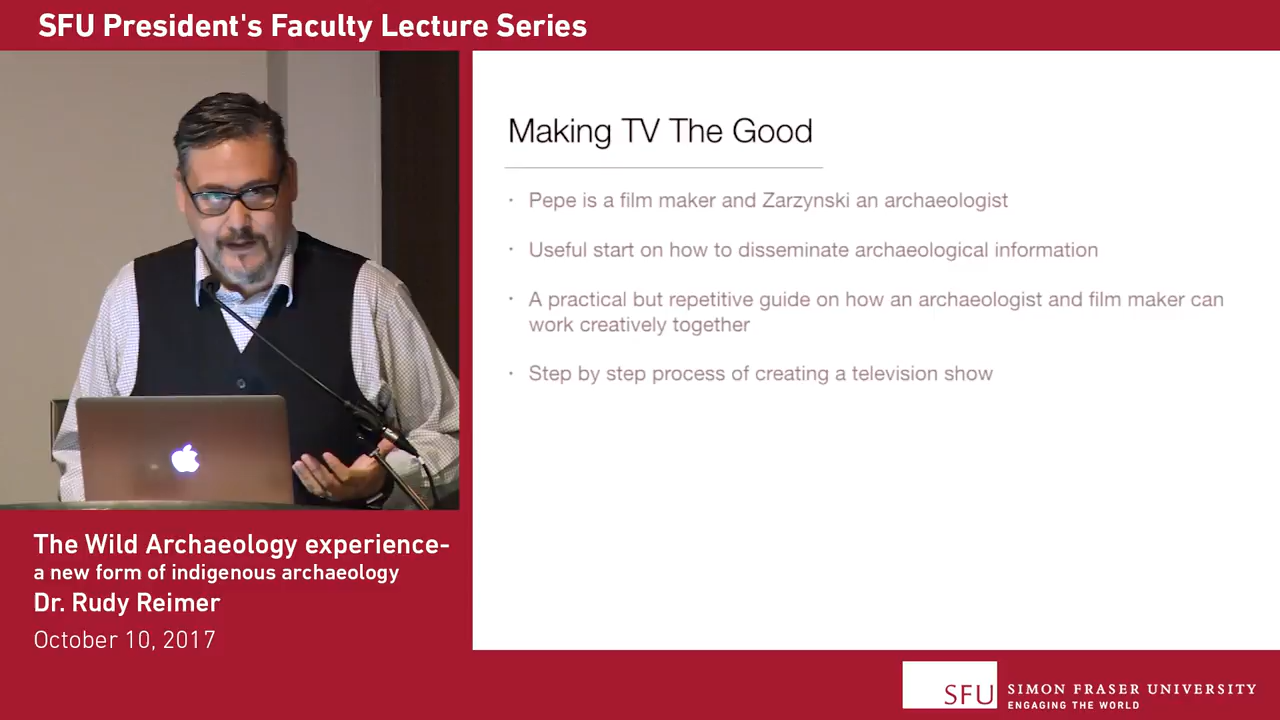 SFU President's Faculty Lecture Series
Making TV The Good
· Pepe is a film maker and Zarzynski an archaeologist
· Useful start on how to disseminate archaeological information
· A practical but repetitive guide on how an archaeologist and film maker can
work creatively together
· Step by step process of creating a television show
The Wild Archaeology experience-
a new form of indigenous archaeology
Dr. Rudy Reimer
October 10, 2017
SFU
SIMON FRASER UNIVERSITY
ENGAGING THE WORLD